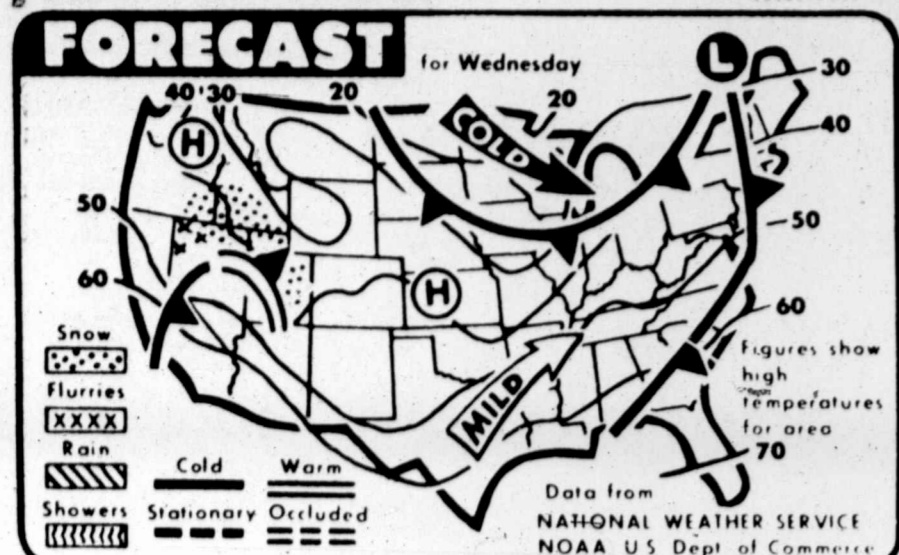 FORECAST
for Wednesday
40 30 20 20 L 30
COLD
40
H
50 50
60 H 60
Snow
Flurries
XXXX
Rain
Showers
Cold Warm
Stationary Occluded
MILD
Figures show
high
temperatures
for area
70
Data from
NATIONAL WEATHER SERVICE
NOAA U S Dept of Commerce